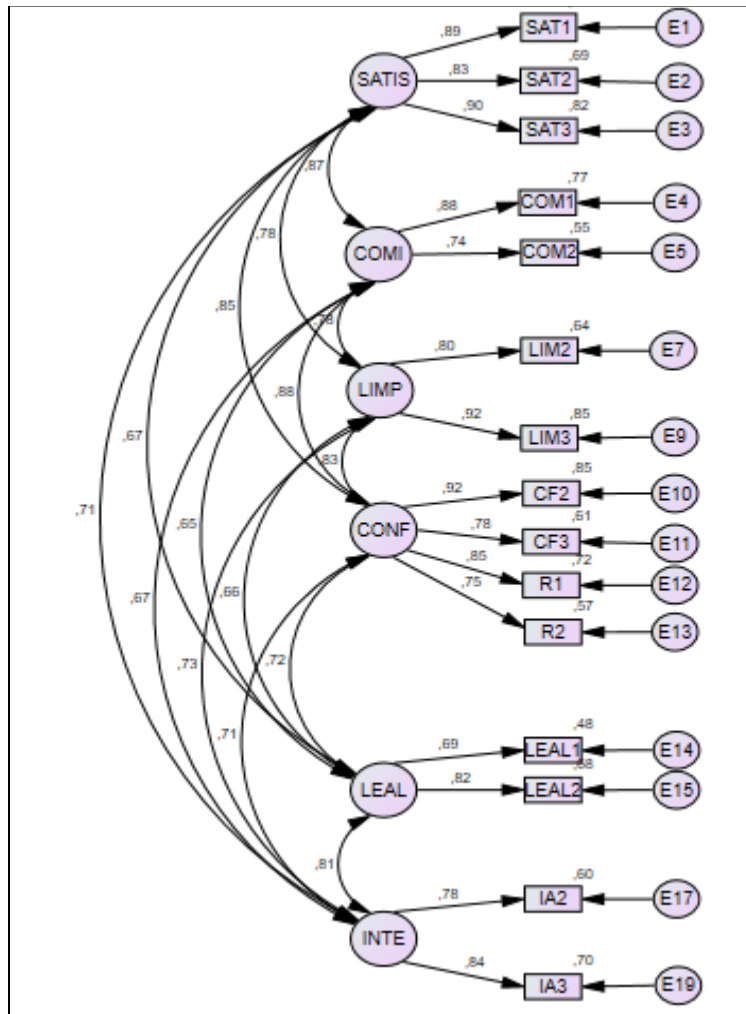 ,89 SAT1 E1
,69
SATIS ,83 SAT2 E2
,90 ,82
SAT3 E3
,87
,77
,88 COM1 E4
,78 ,55
COMI ,74 COM2 E5
,85 ,78
,64
,80 LIM2 E7
LIMP
,88
,92 ,85
,67 LIM3 E9
,83
,85
,92 CF2 E10
,71 CONF ,78 ,61
CF3 E11
,65 ,85 ,72
R1 E12
,67 ,66 ,75
,57
R2 E13
,73 ,72
,71
,48
,69 LEAL1 E14
LEAL ,82 LEAL2 E15
,81
,60
,78 IA2 E17
INTE
,84 ,70
IA3 E19